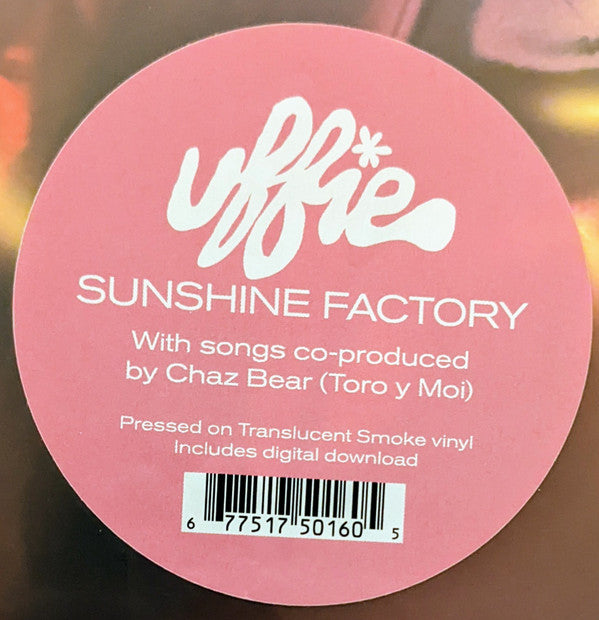 uffie
SUNSHINE FACTORY
With songs co-produced
by Chaz Bear (Toro y Moi)
Pressed on Translucent Smoke vinyl
Includes digital download
6 77517 50160 5